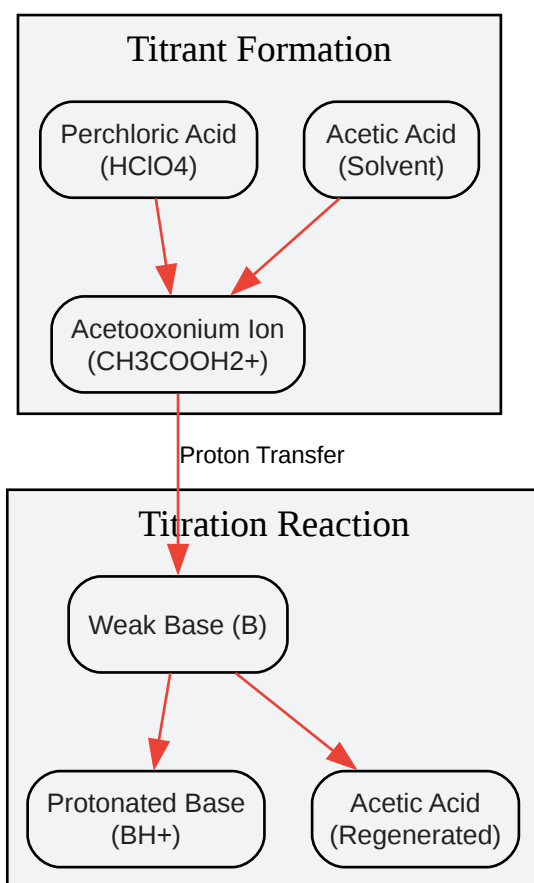 Titrant Formation
Perchloric Acid
(HClO4)
Acetic Acid
(Solvent)
Acetooxonium Ion
(CH3COOH2+)
Proton Transfer
Titration Reaction
Weak Base (B)
Protonated Base
(BH+)
Acetic Acid
(Regenerated)